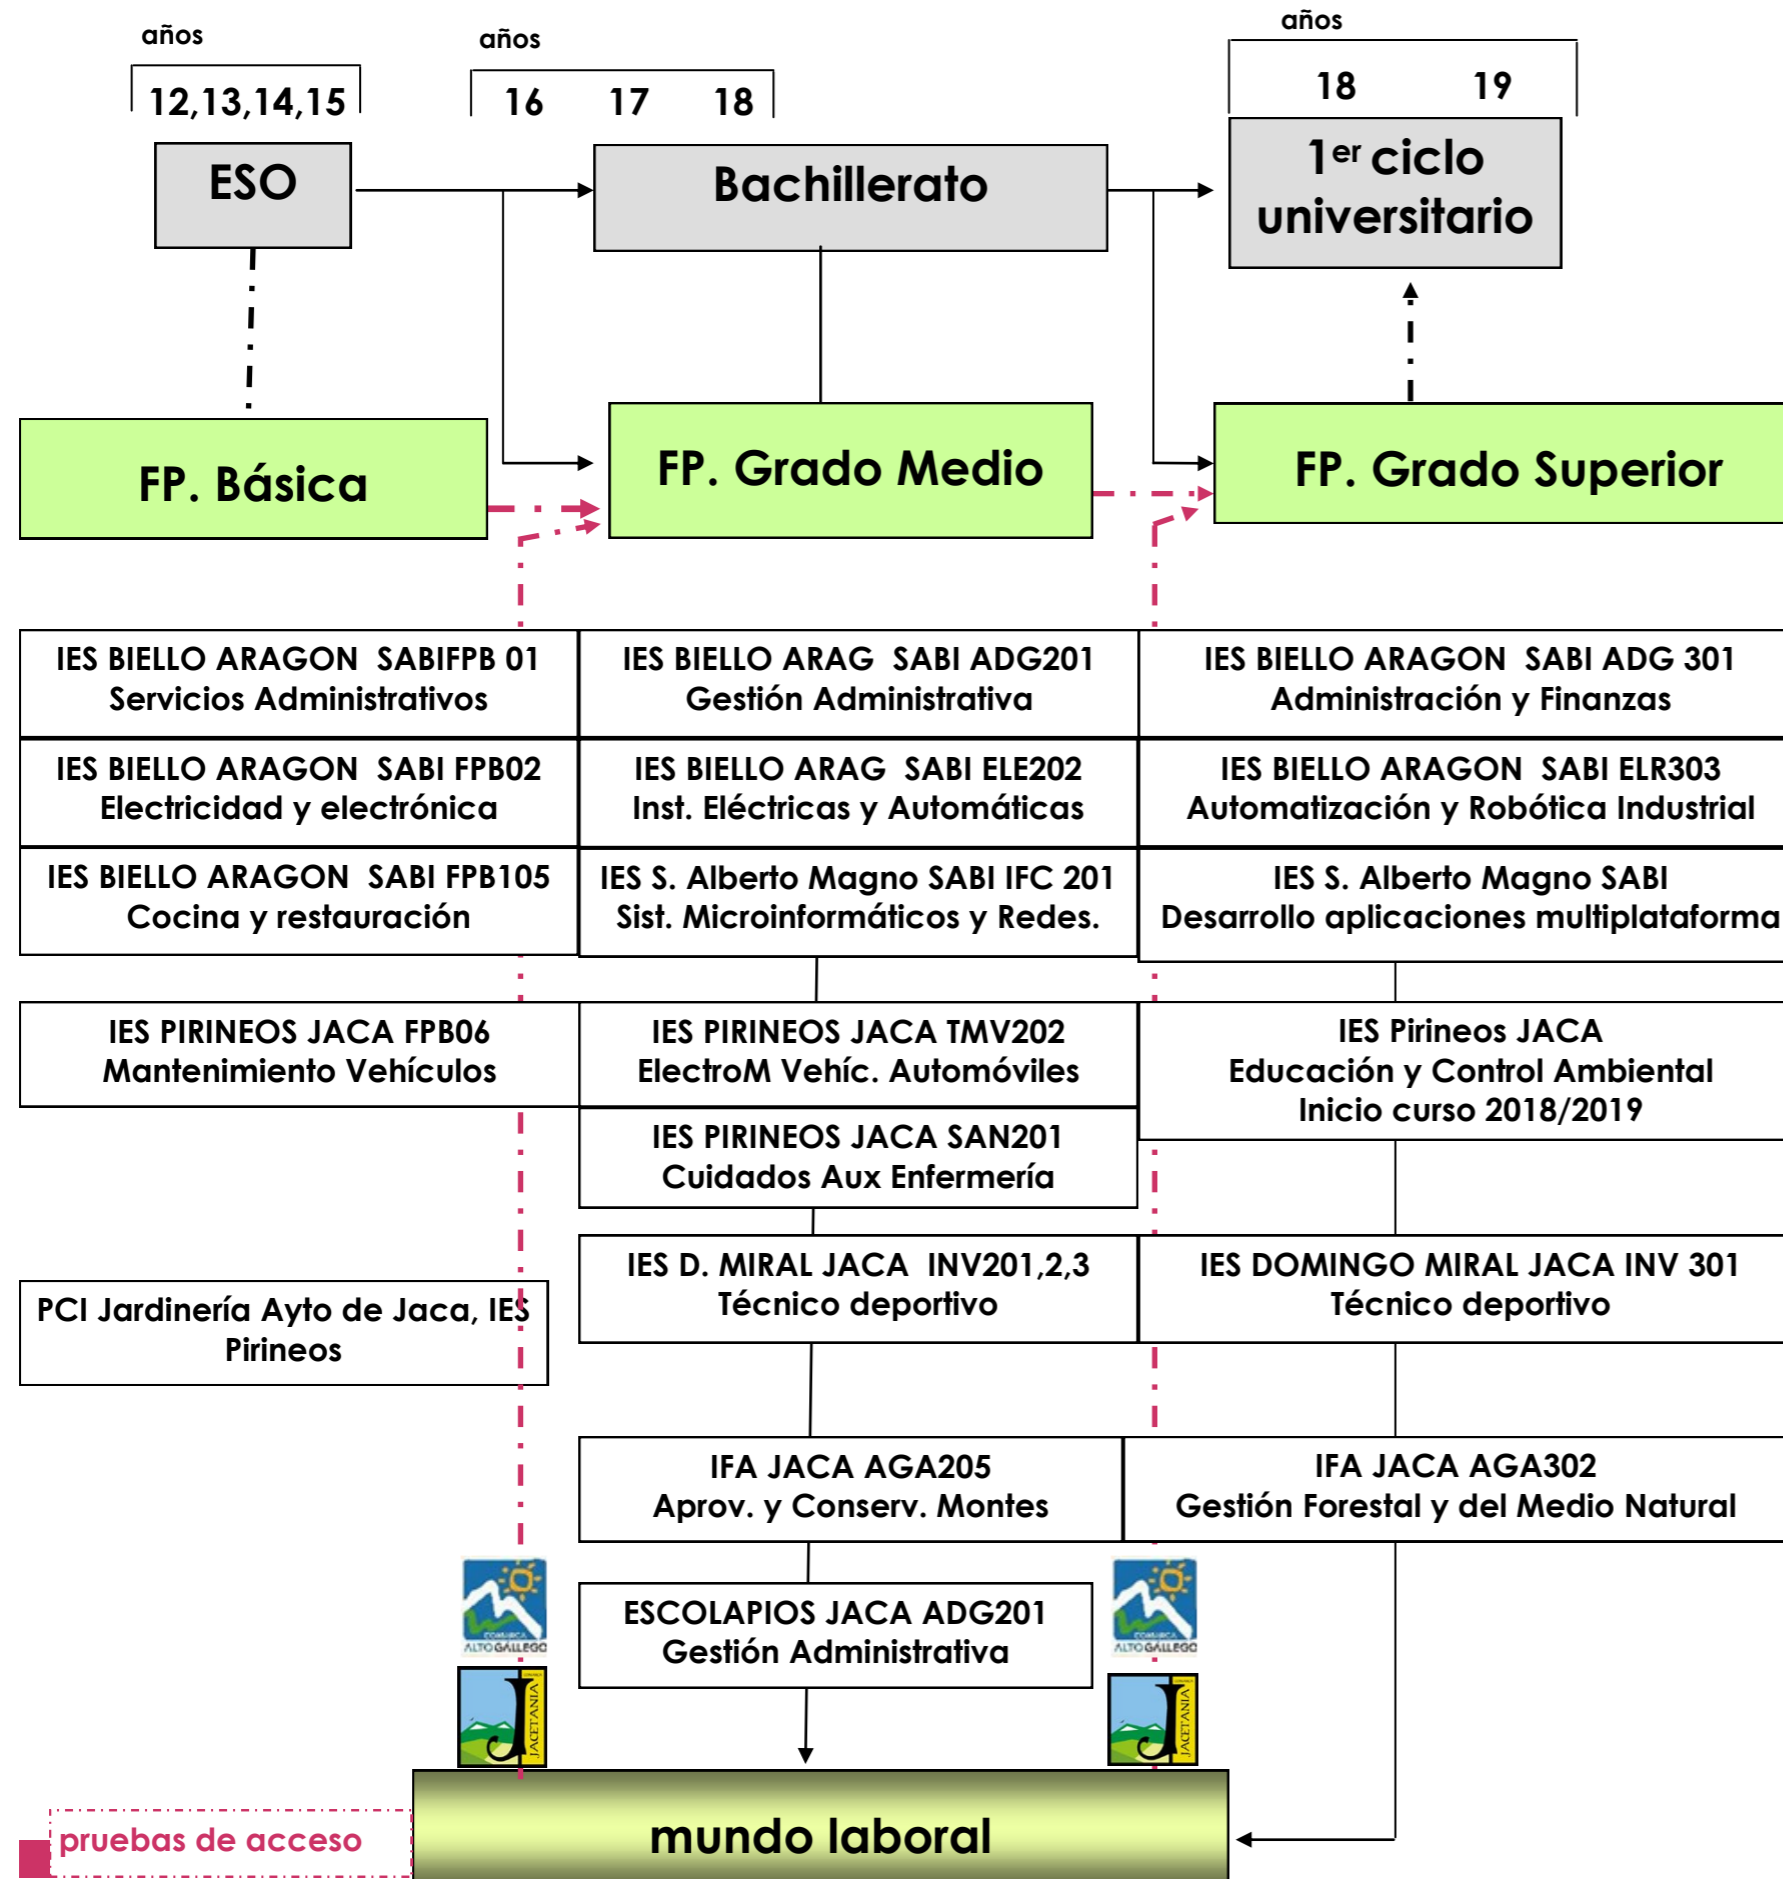 años
años
años
12,13,14,15
16 17 18
18 19
ESO
Bachillerato
1er ciclo
universitario
FP. Básica
FP. Grado Medio
FP. Grado Superior
IES BIELLO ARAGON SABIFPB 01
Servicios Administrativos
IES BIELLO ARAG SABI ADG201
Gestión Administrativa
IES BIELLO ARAGON SABI ADG 301
Administración y Finanzas
IES BIELLO ARAGON SABI FPB02
Electricidad y electrónica
IES BIELLO ARAG SABI ELE202
Inst. Eléctricas y Automáticas
IES BIELLO ARAGON SABI ELR303
Automatización y Robótica Industrial
IES BIELLO ARAGON SABI FPB105
Cocina y restauración
IES S. Alberto Magno SABI IFC 201
Sist. Microinformáticos y Redes.
IES S. Alberto Magno SABI
Desarrollo aplicaciones multiplataforma
IES PIRINEOS JACA FPB06
Mantenimiento Vehículos
IES PIRINEOS JACA TMV202
ElectroM Vehíc. Automóviles
IES Pirineos JACA
Educación y Control Ambiental
Inicio curso 2018/2019
IES PIRINEOS JACA SAN201
Cuidados Aux Enfermería
IES D. MIRAL JACA INV201,2,3
Técnico deportivo
IES DOMINGO MIRAL JACA INV 301
Técnico deportivo
PCI Jardinería Ayto de Jaca, IES
Pirineos
IFA JACA AGA205
Aprov. y Conserv. Montes
IFA JACA AGA302
Gestión Forestal y del Medio Natural
COMARCA
ALTO GÁLLEGO
ESCOLAPIOS JACA ADG201
Gestión Administrativa
COMARCA
ALTO GÁLLEGO
J
JACETANIA
J
JACETANIA
mundo laboral
pruebas de acceso